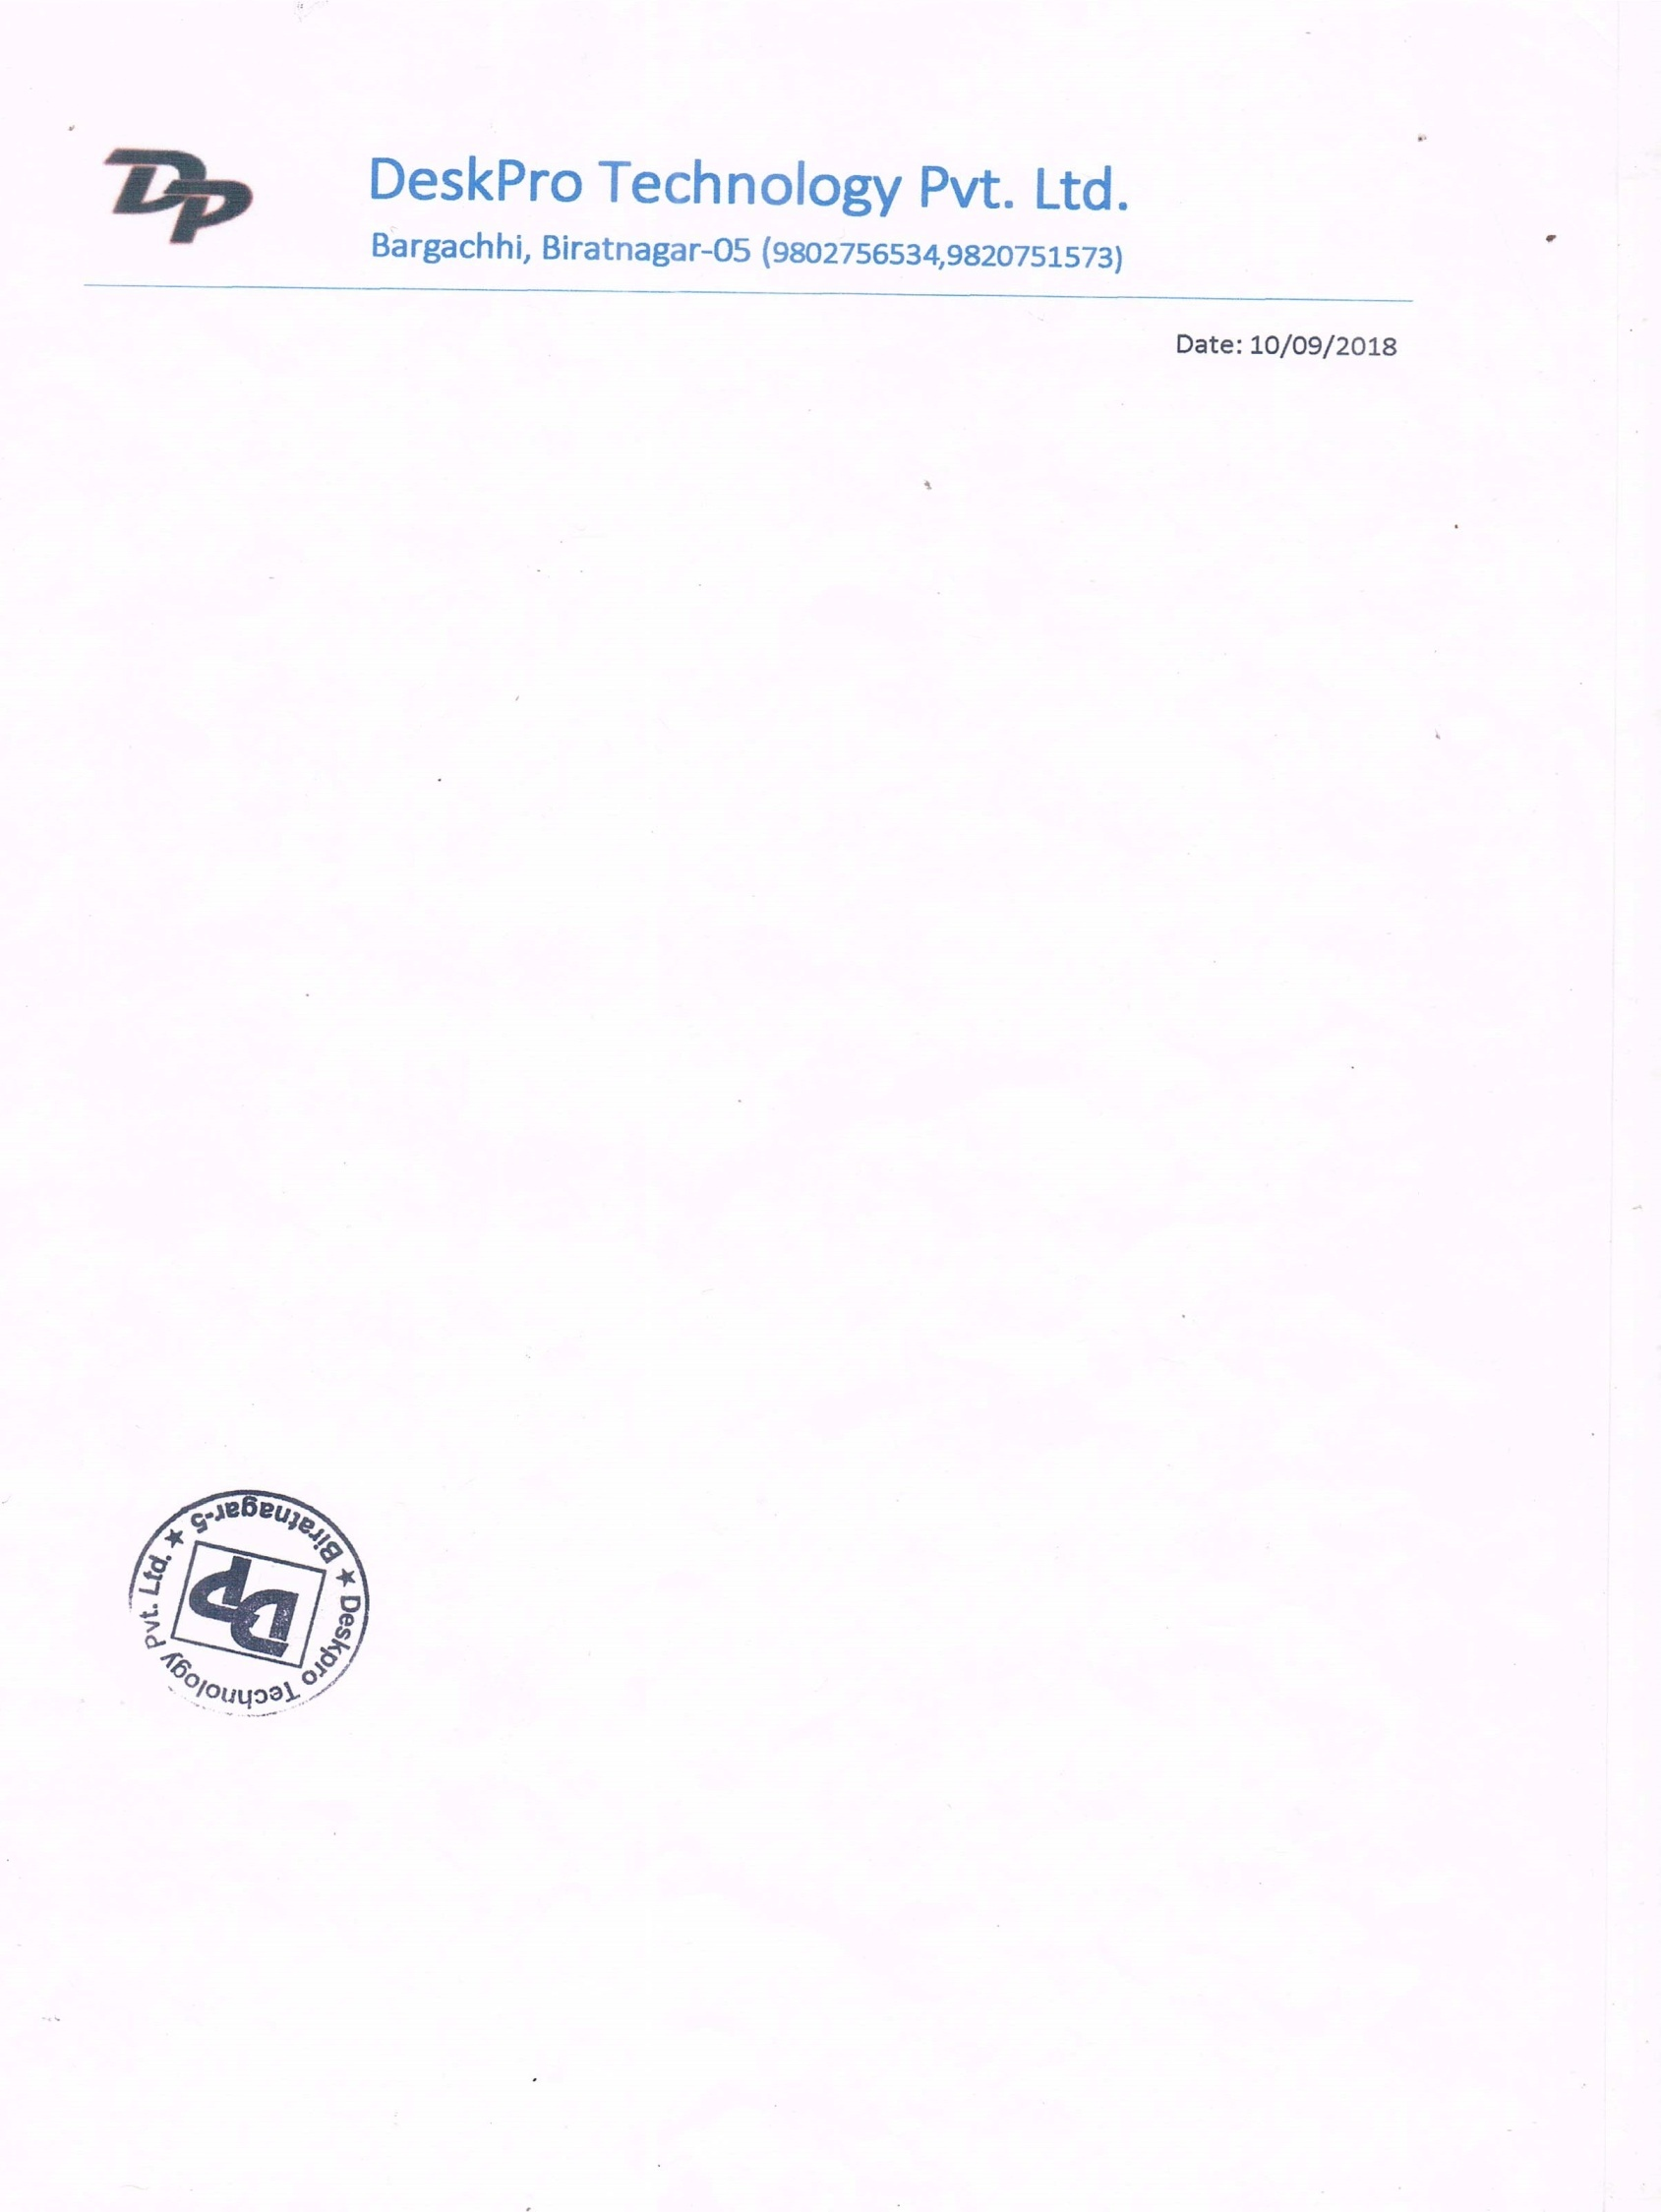 DP
DeskPro Technology Pvt. Ltd.
Bargachhi, Biratnagar-05 (9802756534,9820751573)
Date: 10/09/2018
★ Deskpro Technology Pvt. Ltd. ★ Biratnagar-5
DP